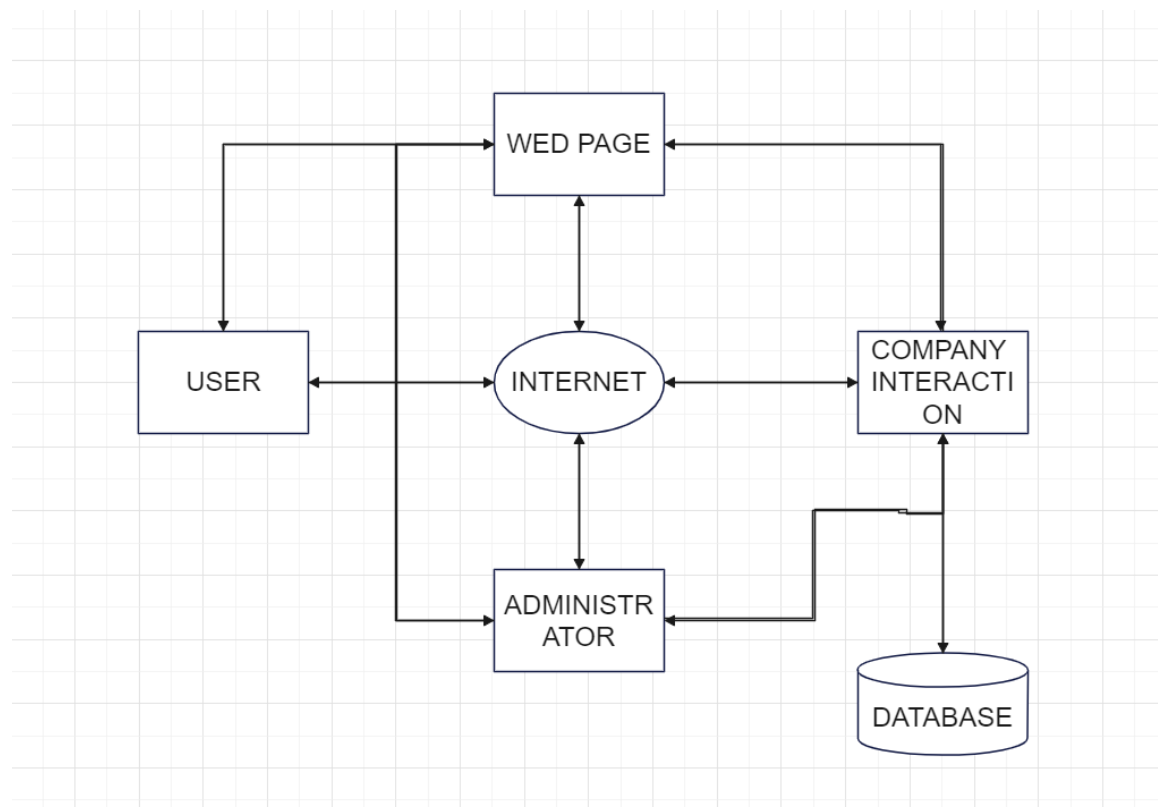 WED PAGE
USER
INTERNET
COMPANY
INTERACTI
ON
ADMINISTR
ATOR
DATABASE